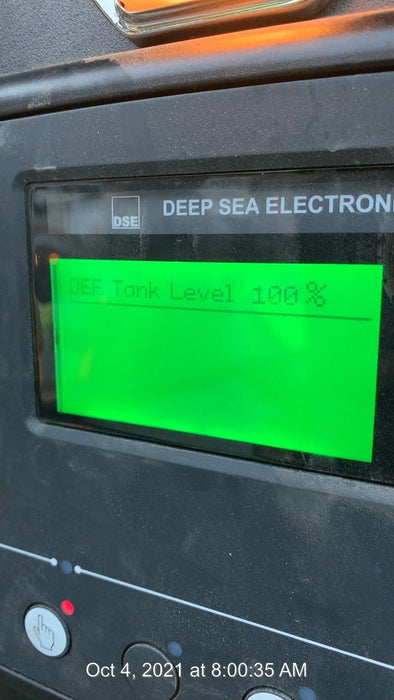 DSE
DEEP SEA ELECTRONI
DEF Tank Level 100%
Oct 4, 2021 at 8:00:35 AM